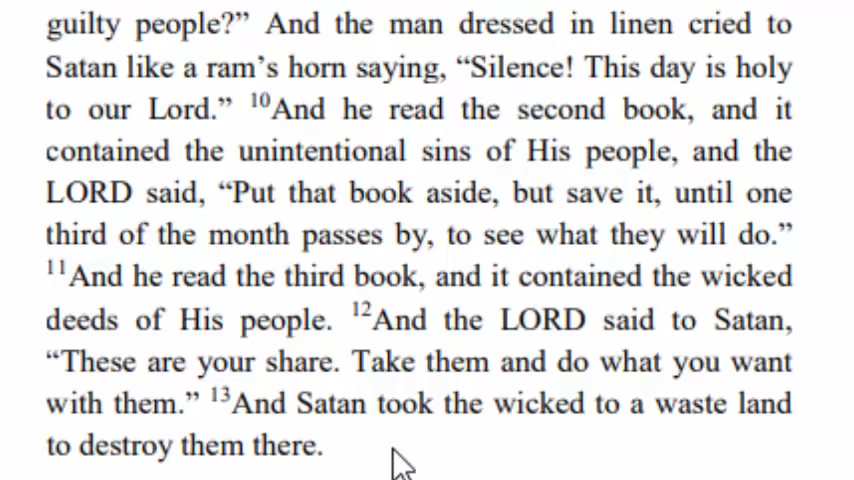 guilty people?” And the man dressed in linen cried to
Satan like a ram’s horn saying, “Silence! This day is holy
to our Lord.” ¹⁰And he read the second book, and it
contained the unintentional sins of His people, and the
LORD said, “Put that book aside, but save it, until one
third of the month passes by, to see what they will do.”
¹¹And he read the third book, and it contained the wicked
deeds of His people. ¹²And the LORD said to Satan,
“These are your share. Take them and do what you want
with them.” ¹³And Satan took the wicked to a waste land
to destroy them there.